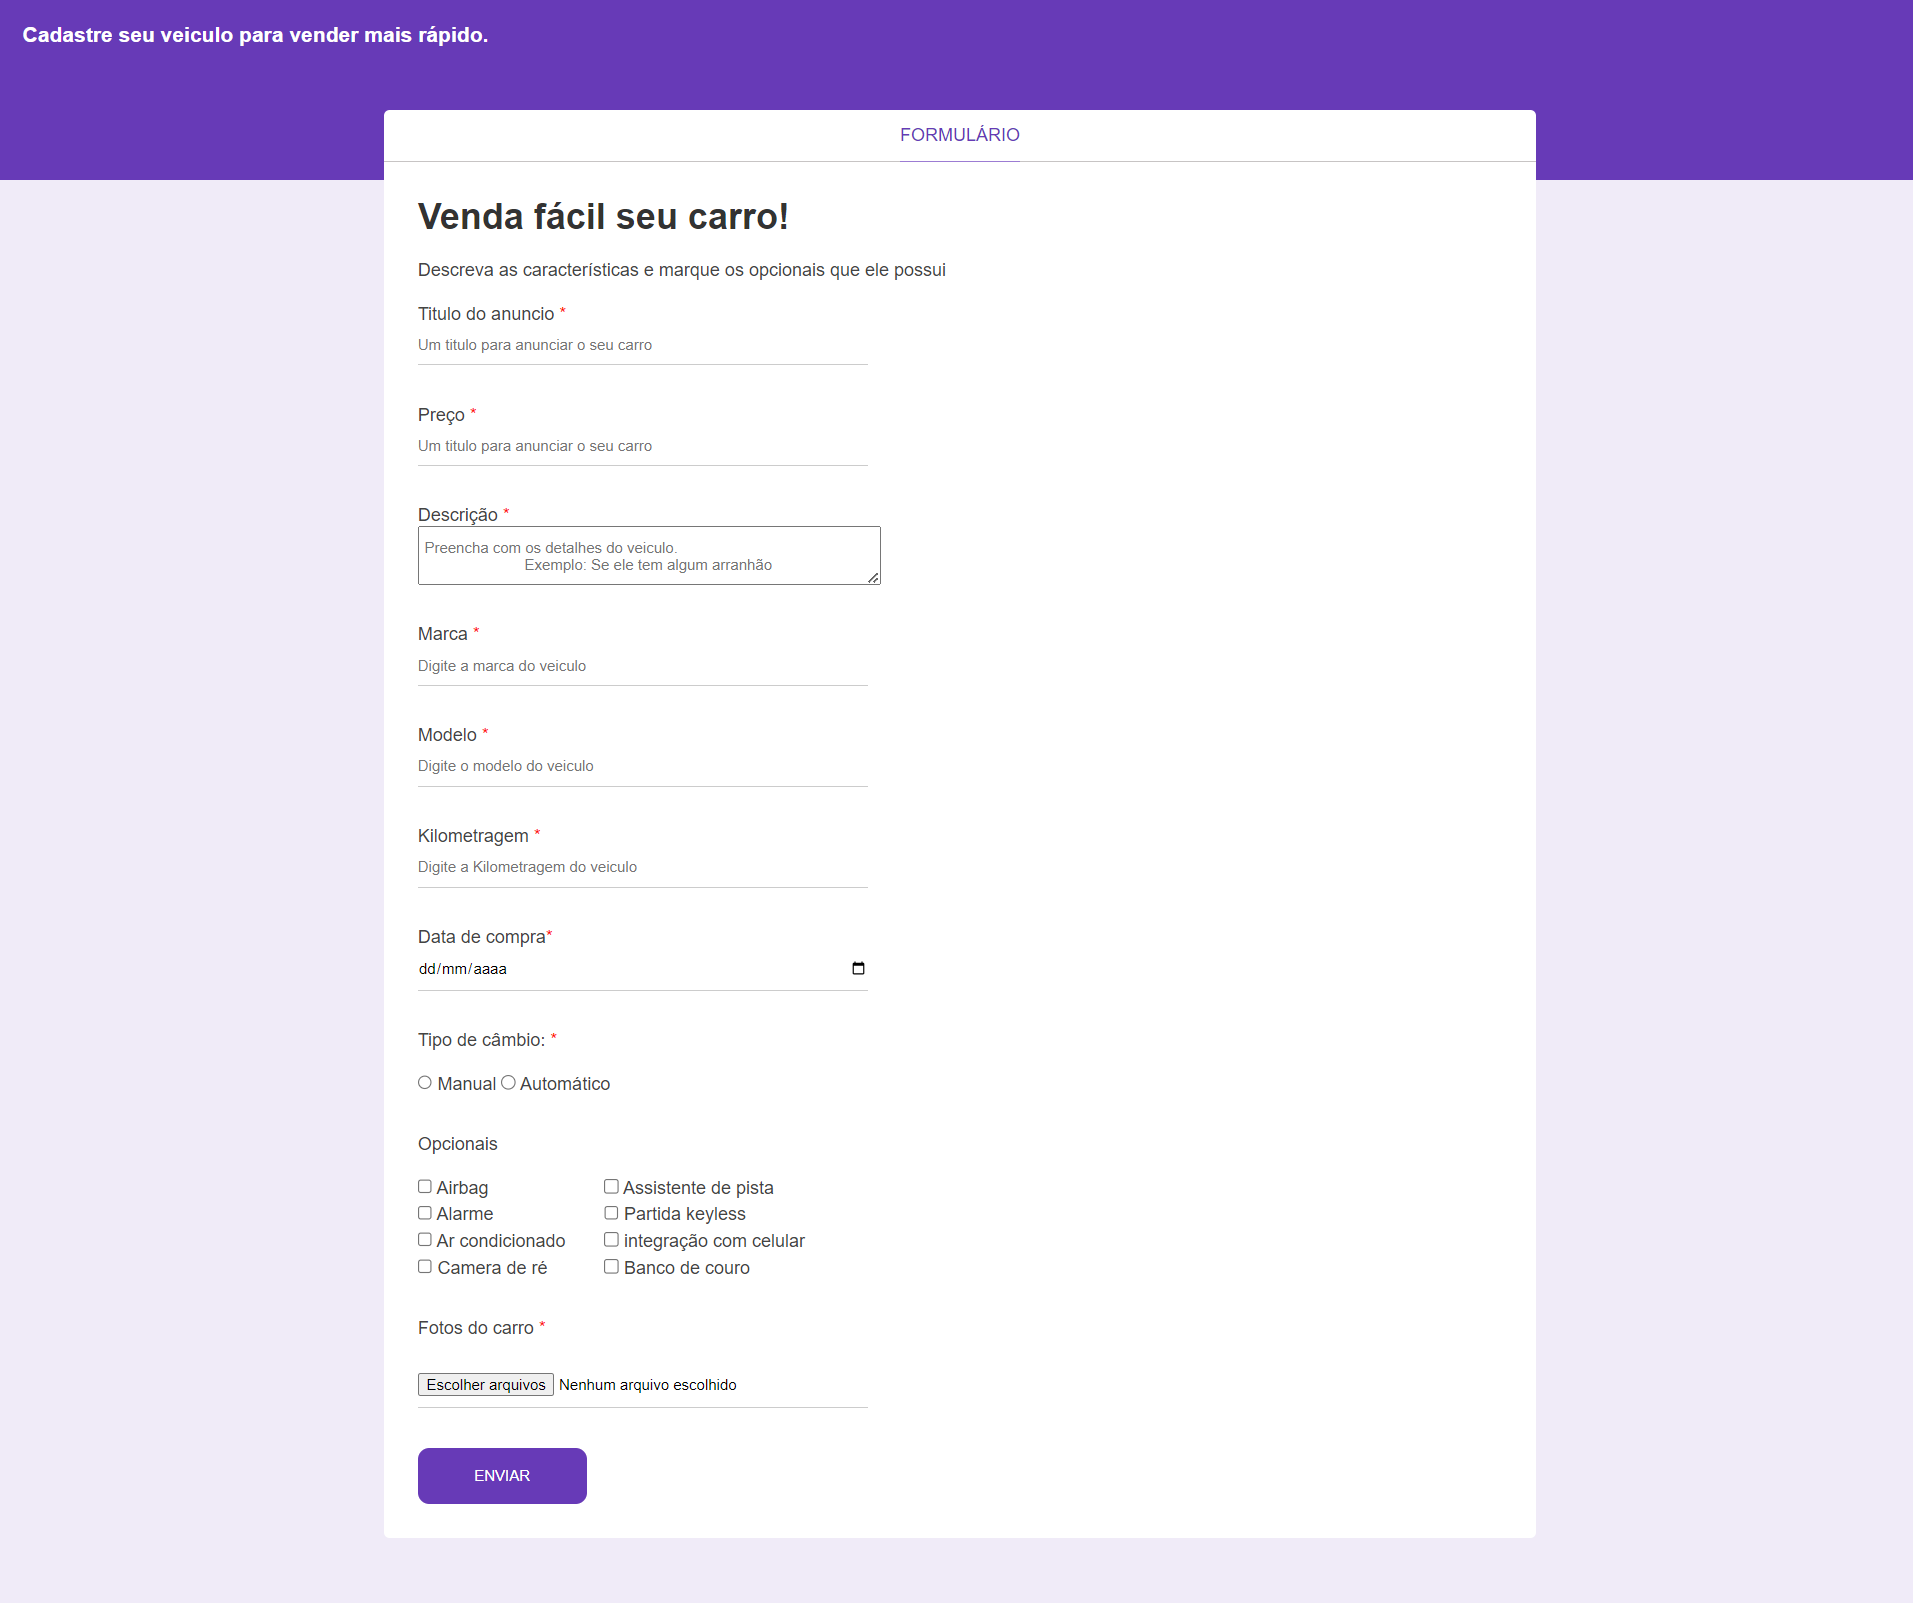 Cadastre seu veiculo para vender mais rápido.
FORMULÁRIO
Venda fácil seu carro!
Descreva as características e marque os opcionais que ele possui
Titulo do anuncio *
Um titulo para anunciar o seu carro
Preço *
Um titulo para anunciar o seu carro
Descrição *
Preencha com os detalhes do veiculo.
Exemplo: Se ele tem algum arranhão
Marca *
Digite a marca do veiculo
Modelo *
Digite o modelo do veiculo
Kilometragem *
Digite a Kilometragem do veiculo
Data de compra*
dd/mm/aaaa
Tipo de câmbio: *
Manual Automático
Opcionais
Airbag Assistente de pista
Alarme Partida keyless
Ar condicionado integração com celular
Camera de ré Banco de couro
Fotos do carro *
Escolher arquivos Nenhum arquivo escolhido
ENVIAR